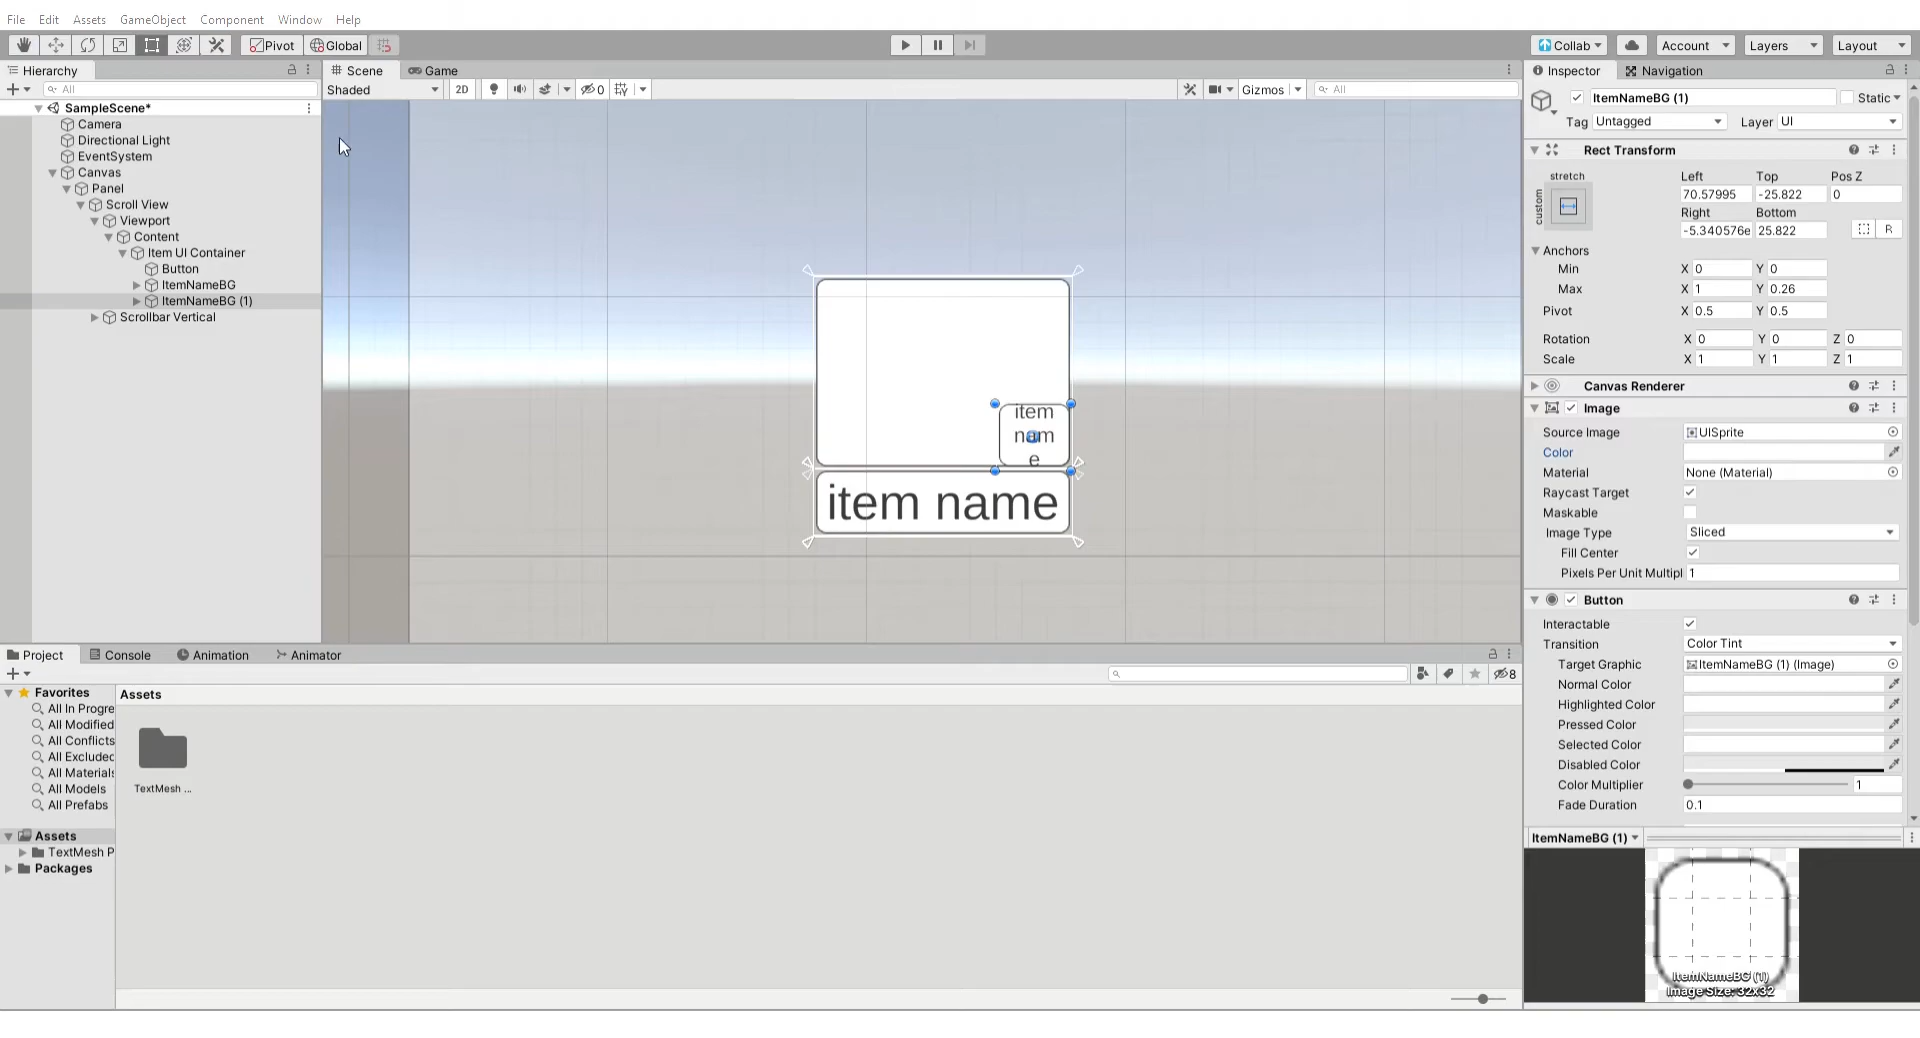 File Edit Assets GameObject Component Window Help
Pivot Global Collab Account Layers Layout
Hierarchy
All
SampleScene*
Camera
Directional Light
EventSystem
Canvas
Panel
Scroll View
Viewport
Content
Item UI Container
Button
ItemNameBG
ItemNameBG (1)
Scrollbar Vertical
Scene Game
Shaded 2D 0 Gizmos All
item
nam
e
item name
Inspector Navigation
ItemNameBG (1) Static
Tag Untagged Layer UI
Rect Transform
stretch Left Top Pos Z
custom 70.57995 -25.822 0
Right Bottom
-5.340576e 25.822 R
Anchors
Min X 0 Y 0
Max X 1 Y 0.26
Pivot X 0.5 Y 0.5
Rotation X 0 Y 0 Z 0
Scale X 1 Y 1 Z 1
Canvas Renderer
Image
Source Image UISprite
Color
Material None (Material)
Raycast Target
Maskable
Image Type Sliced
Fill Center
Pixels Per Unit Multipl 1
Button
Interactable
Transition Color Tint
Target Graphic ItemNameBG (1) (Image)
Normal Color
Highlighted Color
Pressed Color
Selected Color
Disabled Color
Color Multiplier 1
Fade Duration 0.1
ItemNameBG (1)
ItemNameBG (1)
Image Size: 32x32
Project Console Animation Animator
8
Favorites
All In Progre
All Modified
All Conflicts
All Excluded
All Materials
All Models
All Prefabs
Assets
TextMesh P
Packages
Assets
TextMesh ...